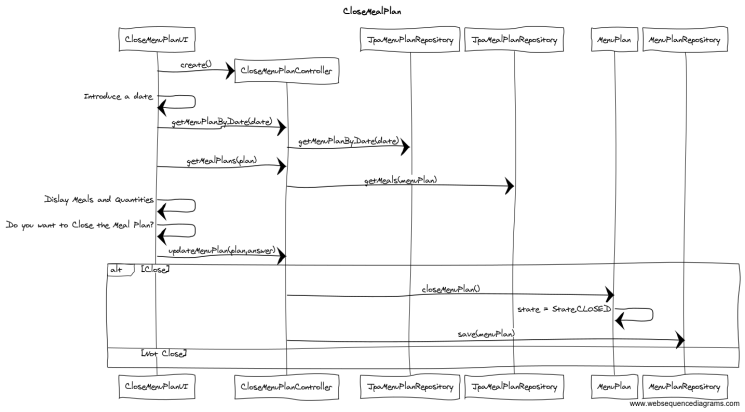 CloseMealPlan
CloseMenuPlanUI
JpaMenuPlanRepository
JpaMealPlanRepository
MenuPlan
MenuPlanRepository
create()
CloseMenuPlanController
Introduce a date
getMenuPlanByDate(date)
getMenuPlanByDate(date)
getMealPlans(plan)
getMeals(menuPlan)
Dislay Meals and Quantities
Do you want to Close the Meal Plan?
updateMenuPlan(plan,answer)
alt [Close]
closeMenuPlan()
state = State.CLOSED
save(menuPlan)
[Not Close]
CloseMenuPlanUI
CloseMenuPlanController
JpaMenuPlanRepository
JpaMealPlanRepository
MenuPlan
MenuPlanRepository
www.websequencediagrams.com